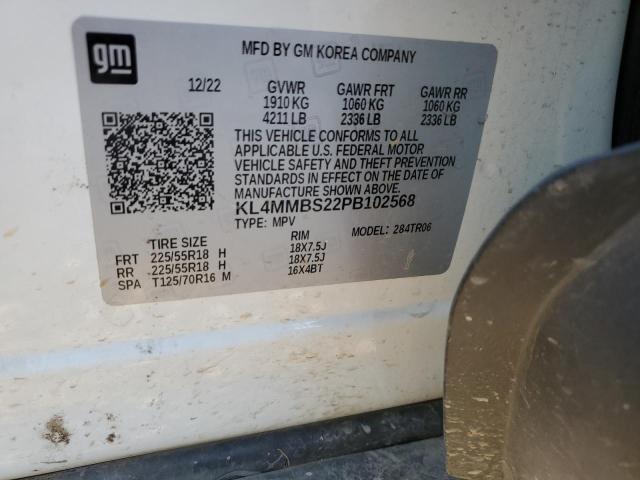 gm
MFD BY GM KOREA COMPANY
12/22 GVWR GAWR FRT GAWR RR
1910 KG 1060 KG 1060 KG
4211 LB 2336 LB 2336 LB
THIS VEHICLE CONFORMS TO ALL
APPLICABLE U.S. FEDERAL MOTOR
VEHICLE SAFETY AND THEFT PREVENTION
STANDARDS IN EFFECT ON THE DATE OF
MANUFACTURE SHOWN ABOVE.
KL4MMBS22PB102568
TYPE: MPV MODEL: 284TR06
TIRE SIZE RIM
FRT 225/55R18 H 18X7.5J
RR 225/55R18 H 18X7.5J
SPA T125/70R16 M 16X4BT